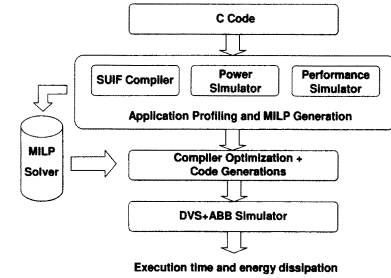 C Code
SUIF Compiler
Power
Simulator
Performance
Simulator
Application Profiling and MILP Generation
MILP
Solver
Compiler Optimization +
Code Generations
DVS+ABB Simulator
Execution time and energy dissipation